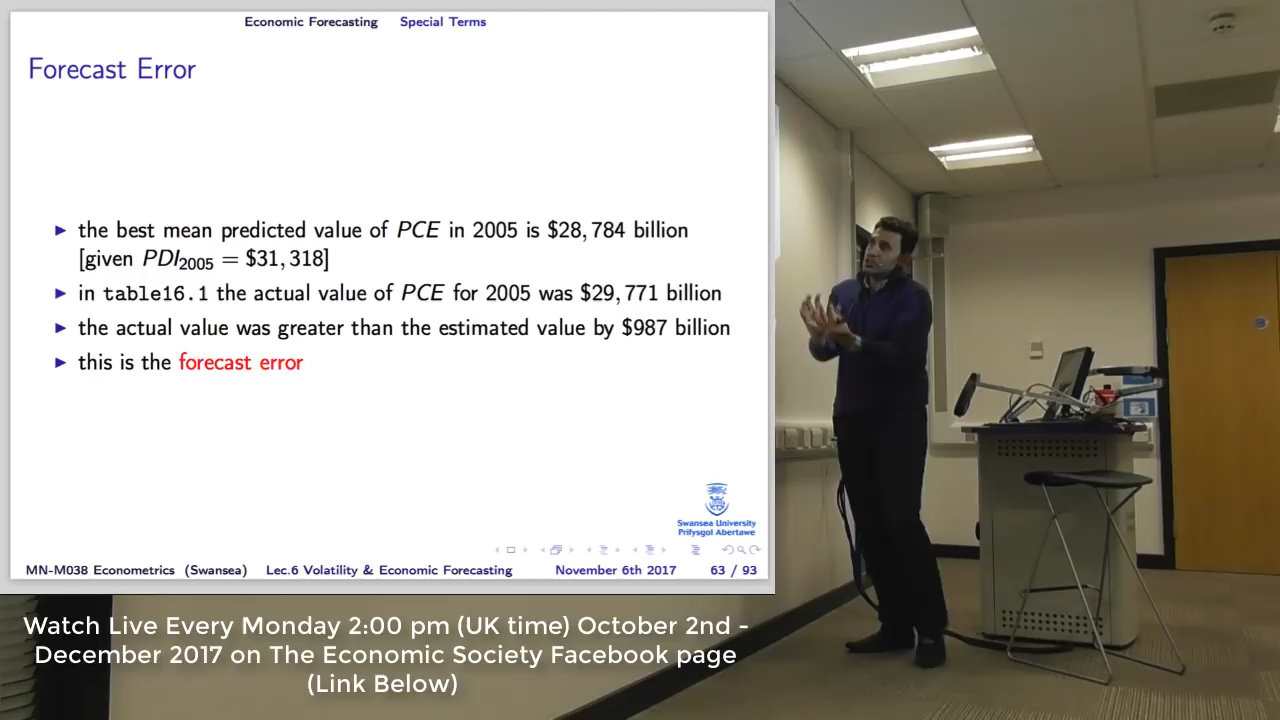 Economic Forecasting Special Terms
Forecast Error
▶ the best mean predicted value of PCE in 2005 is $28,784 billion
[given PDI₂₀₀₅ = $31,318]
▶ in table16.1 the actual value of PCE for 2005 was $29,771 billion
▶ the actual value was greater than the estimated value by $987 billion
▶ this is the forecast error
Swansea University
Prifysgol Abertawe
MN-M038 Econometrics (Swansea) Lec.6 Volatility & Economic Forecasting November 6th 2017 63 / 93
Watch Live Every Monday 2:00 pm (UK time) October 2nd -
December 2017 on The Economic Society Facebook page
(Link Below)